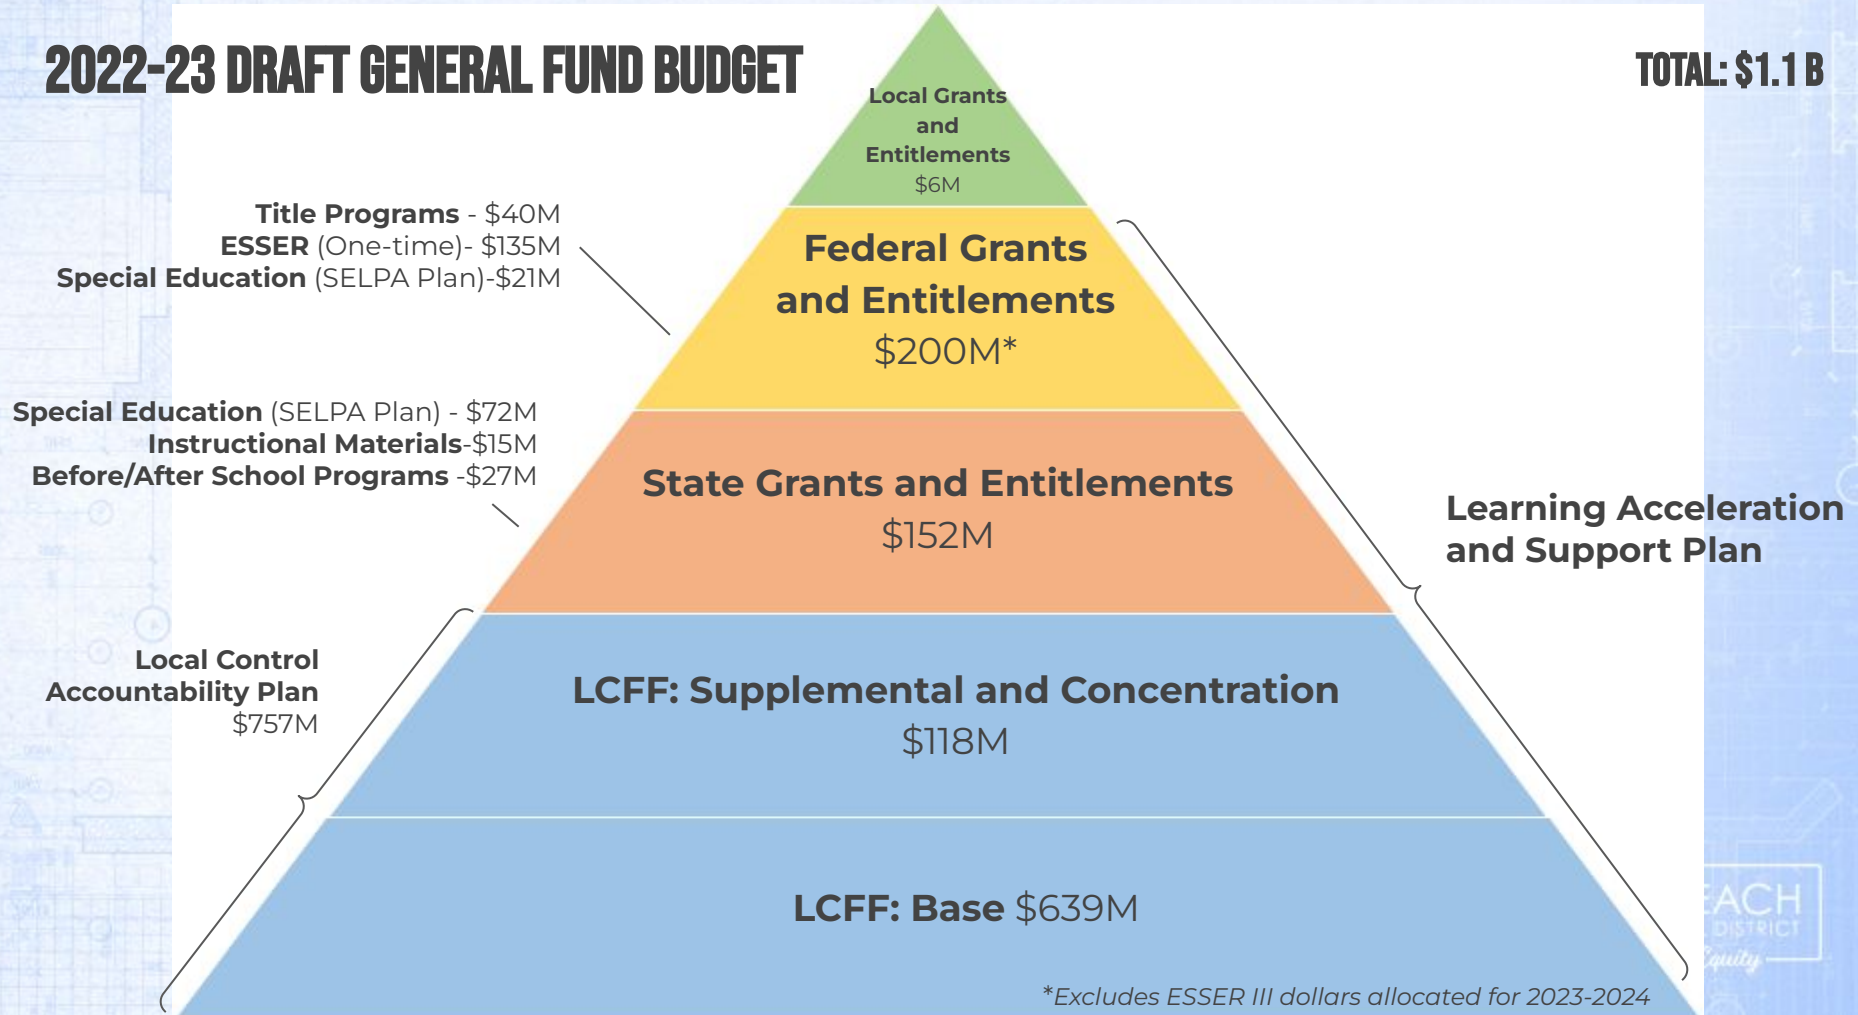 2022-23 DRAFT GENERAL FUND BUDGET
TOTAL: $1.1 B
Local Grants
and
Entitlements
$6M
Title Programs - $40M
ESSER (One-time)- $135M
Special Education (SELPA Plan)-$21M
Federal Grants
and Entitlements
$200M*
Special Education (SELPA Plan) - $72M
Instructional Materials-$15M
Before/After School Programs -$27M
State Grants and Entitlements
$152M
Learning Acceleration
and Support Plan
Local Control
Accountability Plan
$757M
LCFF: Supplemental and Concentration
$118M
LCFF: Base $639M
EACH
DISTRICT
Equity
*Excludes ESSER III dollars allocated for 2023-2024